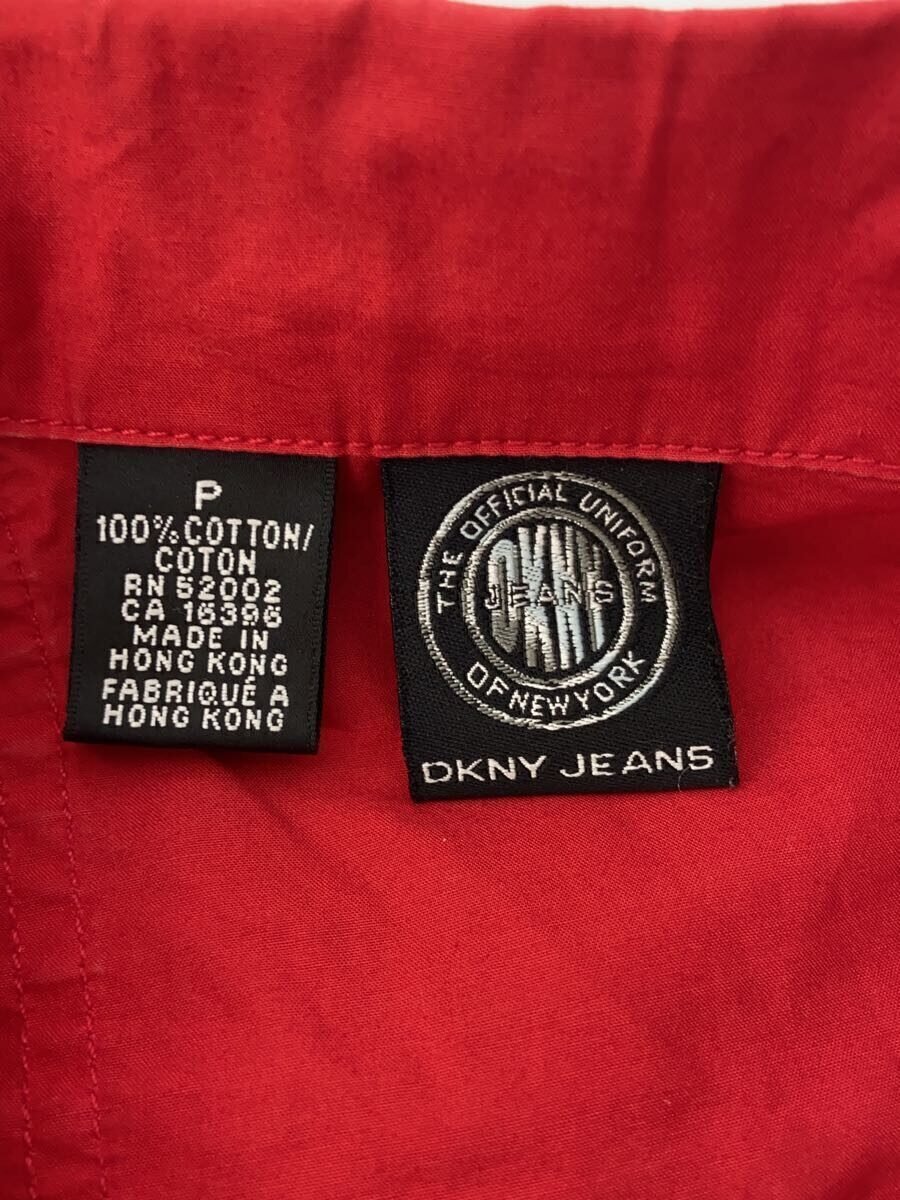 P
100%COTTON/
COTON
RN 52002
CA 16396
MADE IN
HONG KONG
FABRIQUÉ A
HONG KONG
THE OFFICIAL UNIFORM
OF NEW YORK
DKNY
JEANS
DKNY JEANS